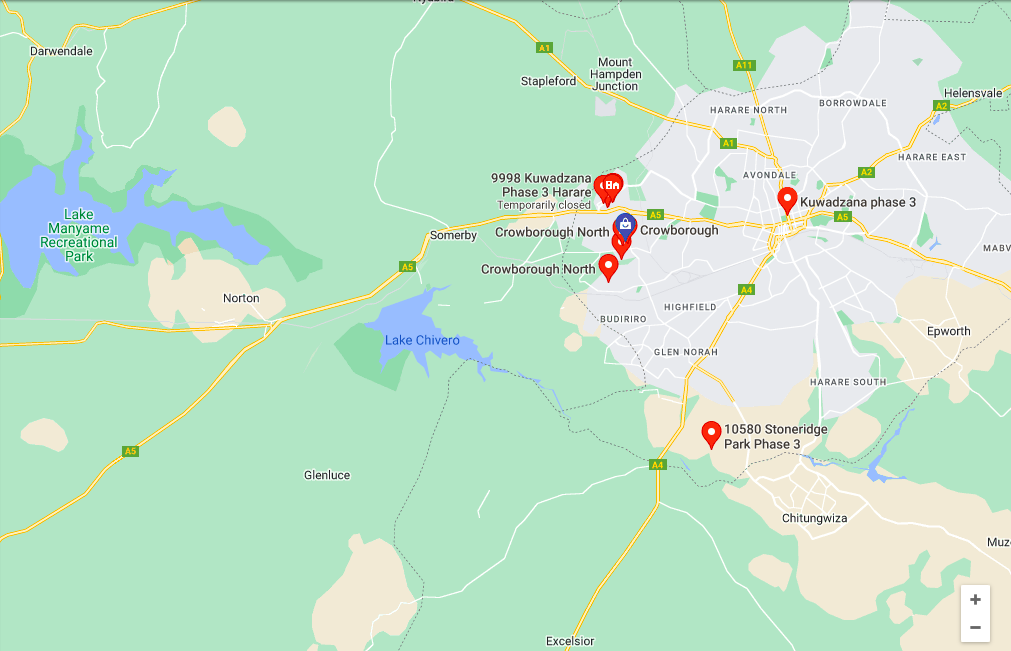 Darwendale
A1
Mount
Hampden
Junction
Stapleford
A11
Helensvale
A2
BORROWDALE
HARARE NORTH
A1
HARARE EAST
A2
AVONDALE
9998 Kuwadzana
Phase 3 Harare
Temporarily closed
Kuwadzana phase 3
A5
A5
Lake
Manyame
Recreational
Park
Somerby
Crowborough North
Crowborough
A5
Crowborough North
A4
Norton
HIGHFIELD
BUDIRIRO
Epworth
Lake Chivero
GLEN NORAH
HARARE SOUTH
10580 Stoneridge
Park Phase 3
A5
A4
Glenluce
Chitungwiza
+
−
Excelsior